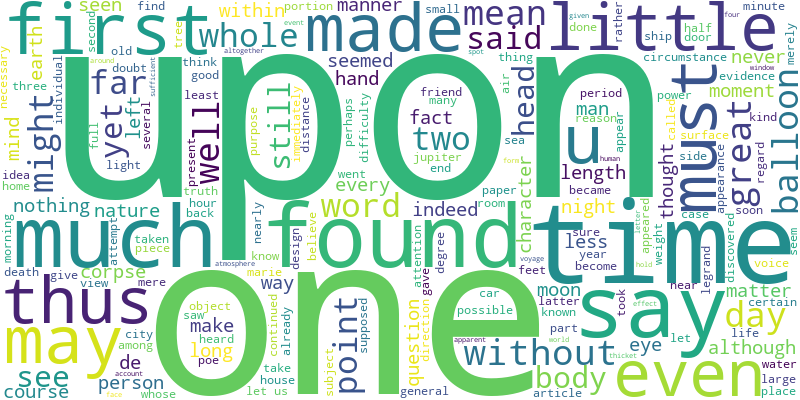 upon
one
time
found
say
first
made
little
much
thus
may
even
must
well
great
whole
mean
said
might
yet
far
still
two
head
u
balloon
without
day
point
body
see
course
nothing
nature
corpse
de
person
make
long
way
word
indeed
every
hand
seemed
fact
man
length
thought
moment
never
within
manner
seen
earth
mind
left
several
individual
idea
home
three
second
old
doubt
light
tree
find
portion
small
rather
minute
half
door
ship
circumstance
merely
evidence
power
kind
thing
air
period
reason
appear
sea
friend
many
perhaps
difficulty
jupiter
end
went
distance
immediately
purpose
present
least
full
think
good
around
altogether
event
spot
given
four
window
sufficient
necessary
called
surface
side
regard
appearance
soon
case
appeared
weight
legrand
discovered
seem
voice
near
hold
letter
sure
less
year
become
became
night
human
form
character
paper
room
attention
degree
gave
believe
design
know
nearly
truth
hour
back
attempt
taken
piece
morning
death
give
view
mere
city
among
account
whose
object
saw
heard
poe
already
continued
take
house
let us
subject
supposed
marie
atmosphere
direction
question
general
apparent
car
possible
moon
latter
known
part
article
feet
voyage
world
effect
thicket
took
eye
let
life
matter
certain
although
water
large
place
face